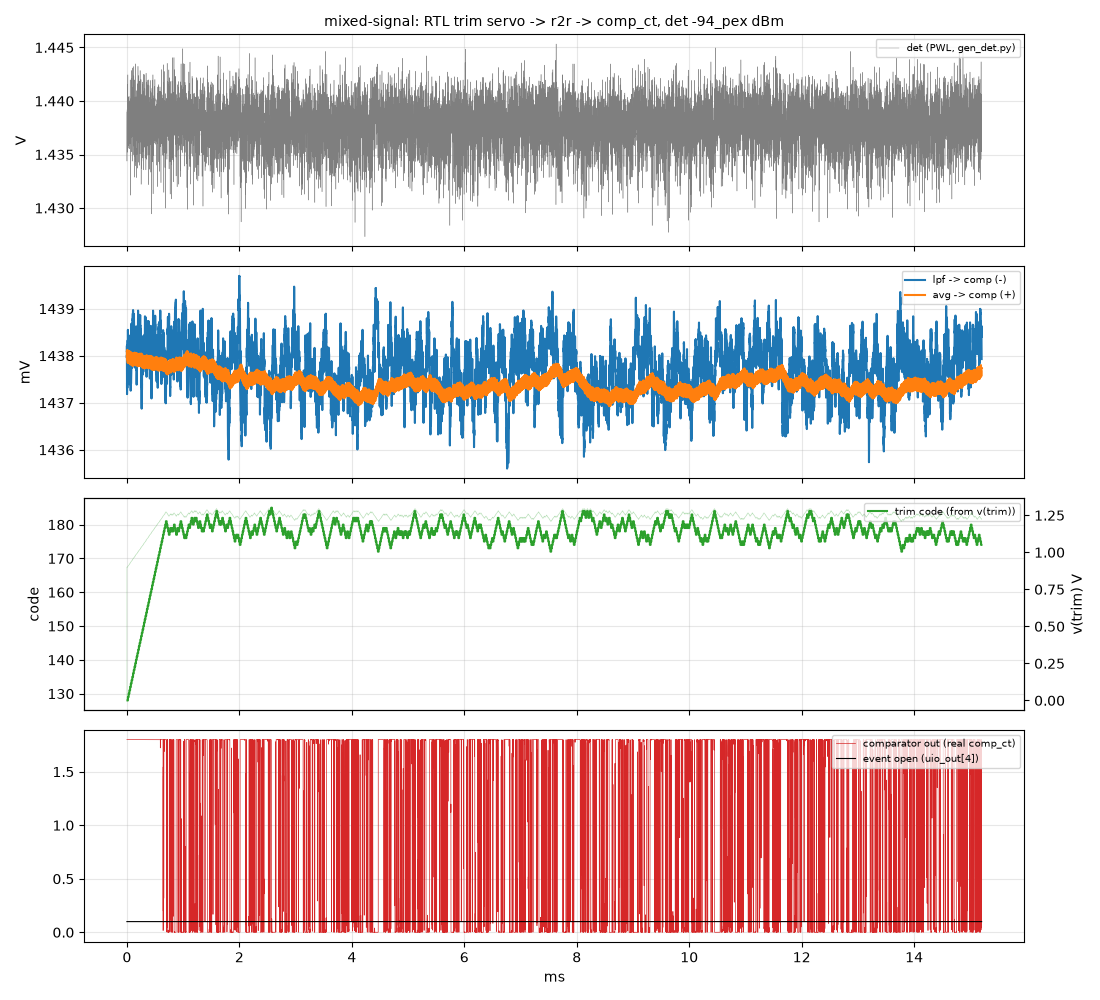 mixed-signal: RTL trim servo -> r2r -> comp_ct, det -94_pex dBm
1.445
1.440
1.435
1.430
V
det (PWL, gen_det.py)
1439
1438
1437
1436
mV
lpf -> comp (-)
avg -> comp (+)
180
170
160
150
140
130
code
trim code (from v(trim))
1.25
1.00
0.75
0.50
0.25
0.00
v(trim) V
1.5
1.0
0.5
0.0
comparator out (real comp_ct)
event open (uio_out[4])
0
2
4
6
8
10
12
14
ms